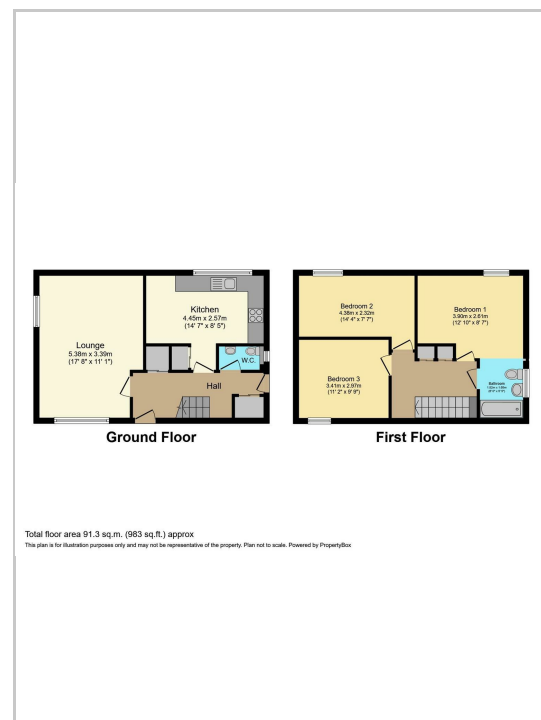 Kitchen
4.45m x 2.57m
(14' 7" x 8' 5")
Lounge
5.38m x 3.39m
(17' 8" x 11' 1")
W.C.
Hall
Ground Floor
Bedroom 2
4.38m x 2.32m
(14' 4" x 7' 7")
Bedroom 1
3.90m x 2.61m
(12' 10" x 8' 7")
Bedroom 3
3.41m x 2.97m
(11' 2" x 9' 9")
Bathroom
First Floor
Total floor area 91.3 sq.m. (983 sq.ft.) approx
This plan is for illustration purposes only and may not be representative of the property. Plan not to scale. Powered by PropertyBox